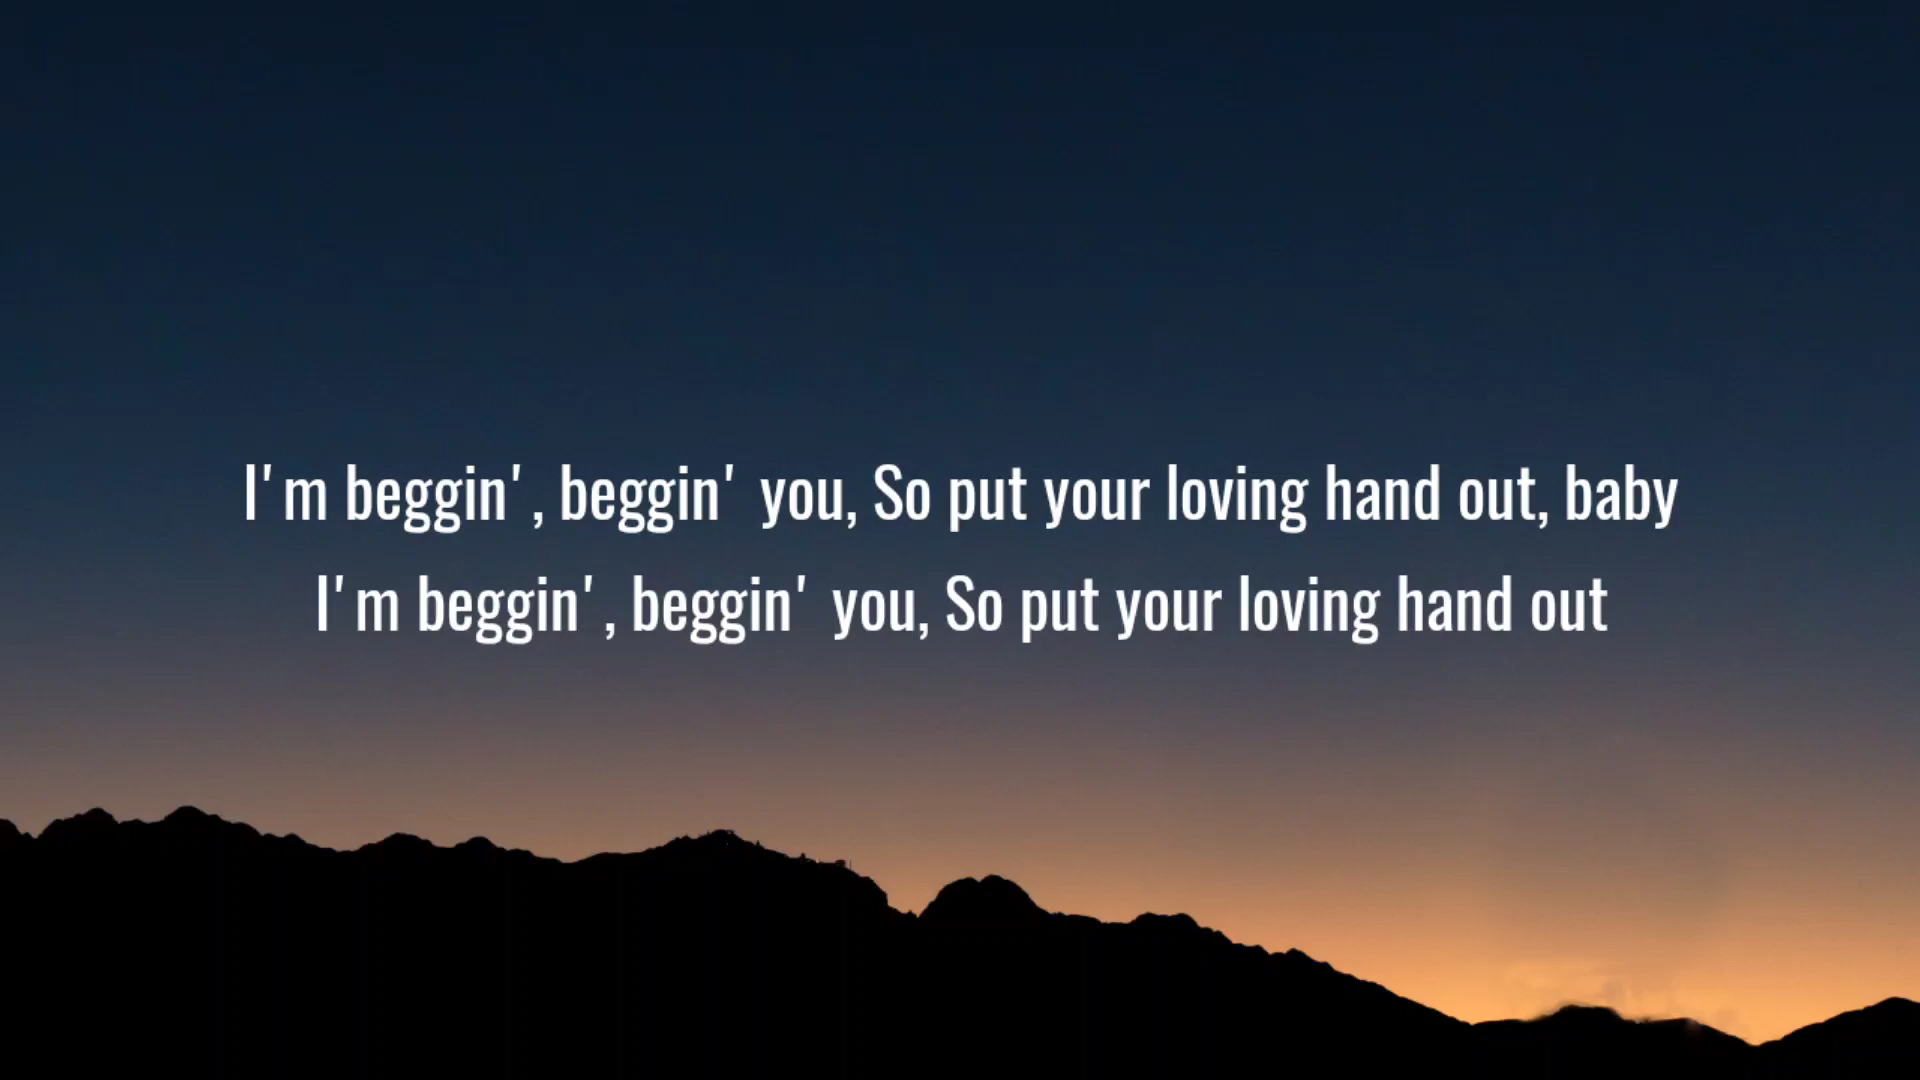 I'm beggin', beggin' you, So put your loving hand out, baby
I'm beggin', beggin' you, So put your loving hand out